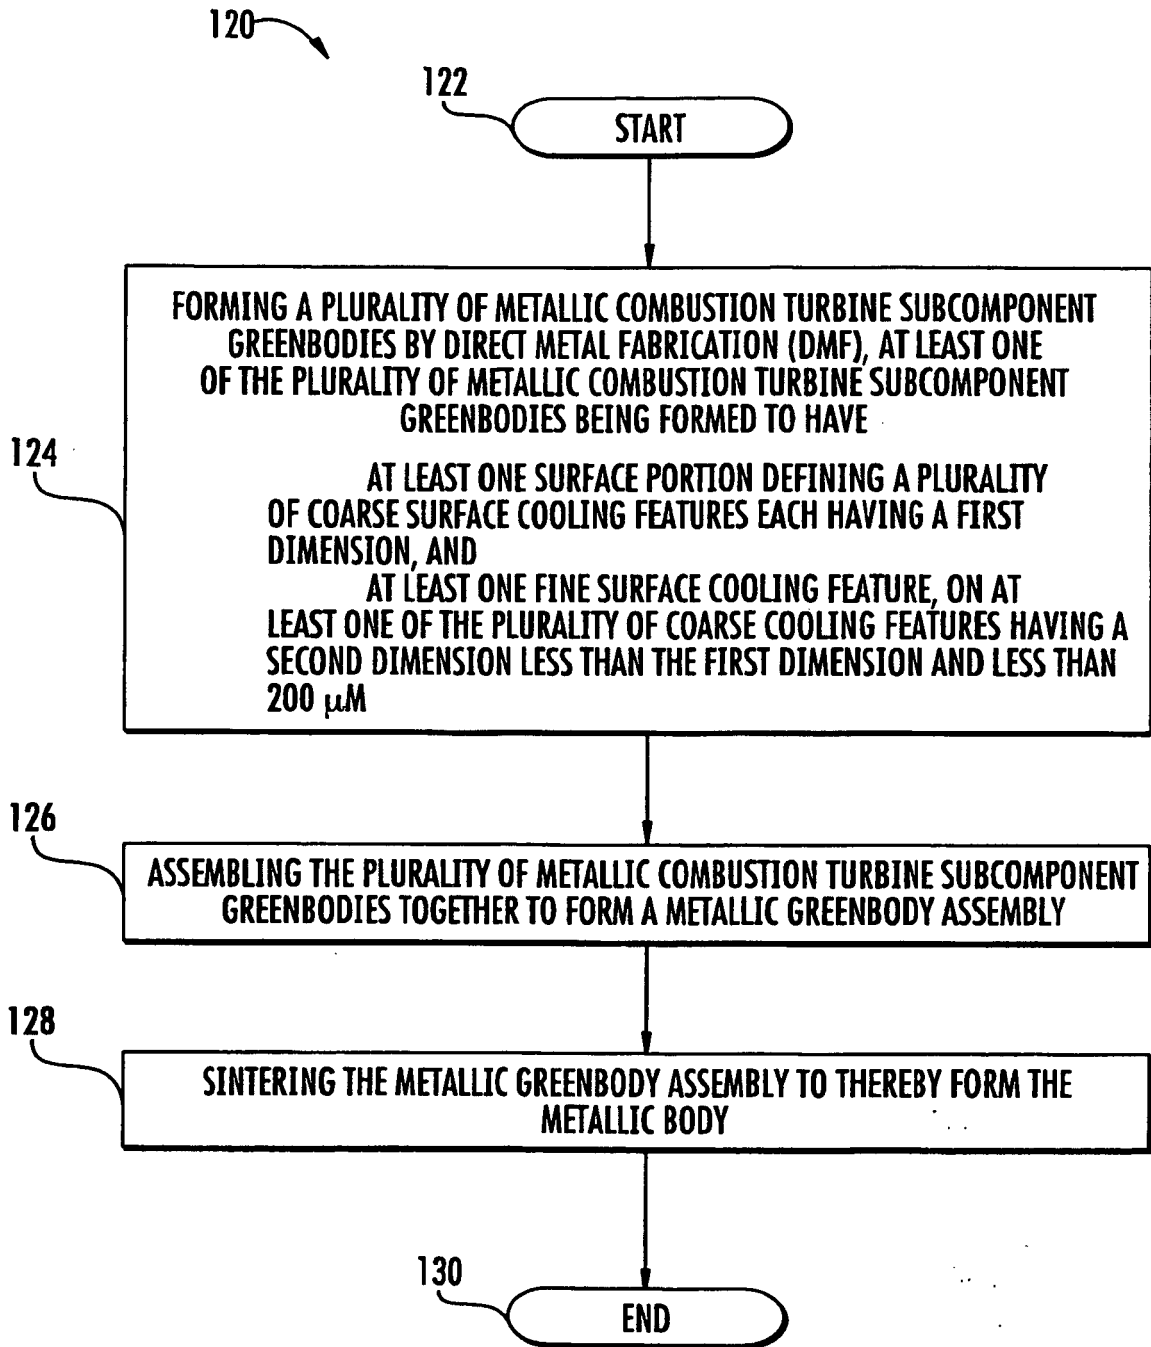 120
122
START
124
FORMING A PLURALITY OF METALLIC COMBUSTION TURBINE SUBCOMPONENT
GREENBODIES BY DIRECT METAL FABRICATION (DMF), AT LEAST ONE
OF THE PLURALITY OF METALLIC COMBUSTION TURBINE SUBCOMPONENT
GREENBODIES BEING FORMED TO HAVE
AT LEAST ONE SURFACE PORTION DEFINING A PLURALITY
OF COARSE SURFACE COOLING FEATURES EACH HAVING A FIRST
DIMENSION, AND
AT LEAST ONE FINE SURFACE COOLING FEATURE, ON AT
LEAST ONE OF THE PLURALITY OF COARSE COOLING FEATURES HAVING A
SECOND DIMENSION LESS THAN THE FIRST DIMENSION AND LESS THAN
200 μM
126
ASSEMBLING THE PLURALITY OF METALLIC COMBUSTION TURBINE SUBCOMPONENT
GREENBODIES TOGETHER TO FORM A METALLIC GREENBODY ASSEMBLY
128
SINTERING THE METALLIC GREENBODY ASSEMBLY TO THEREBY FORM THE
METALLIC BODY
130
END